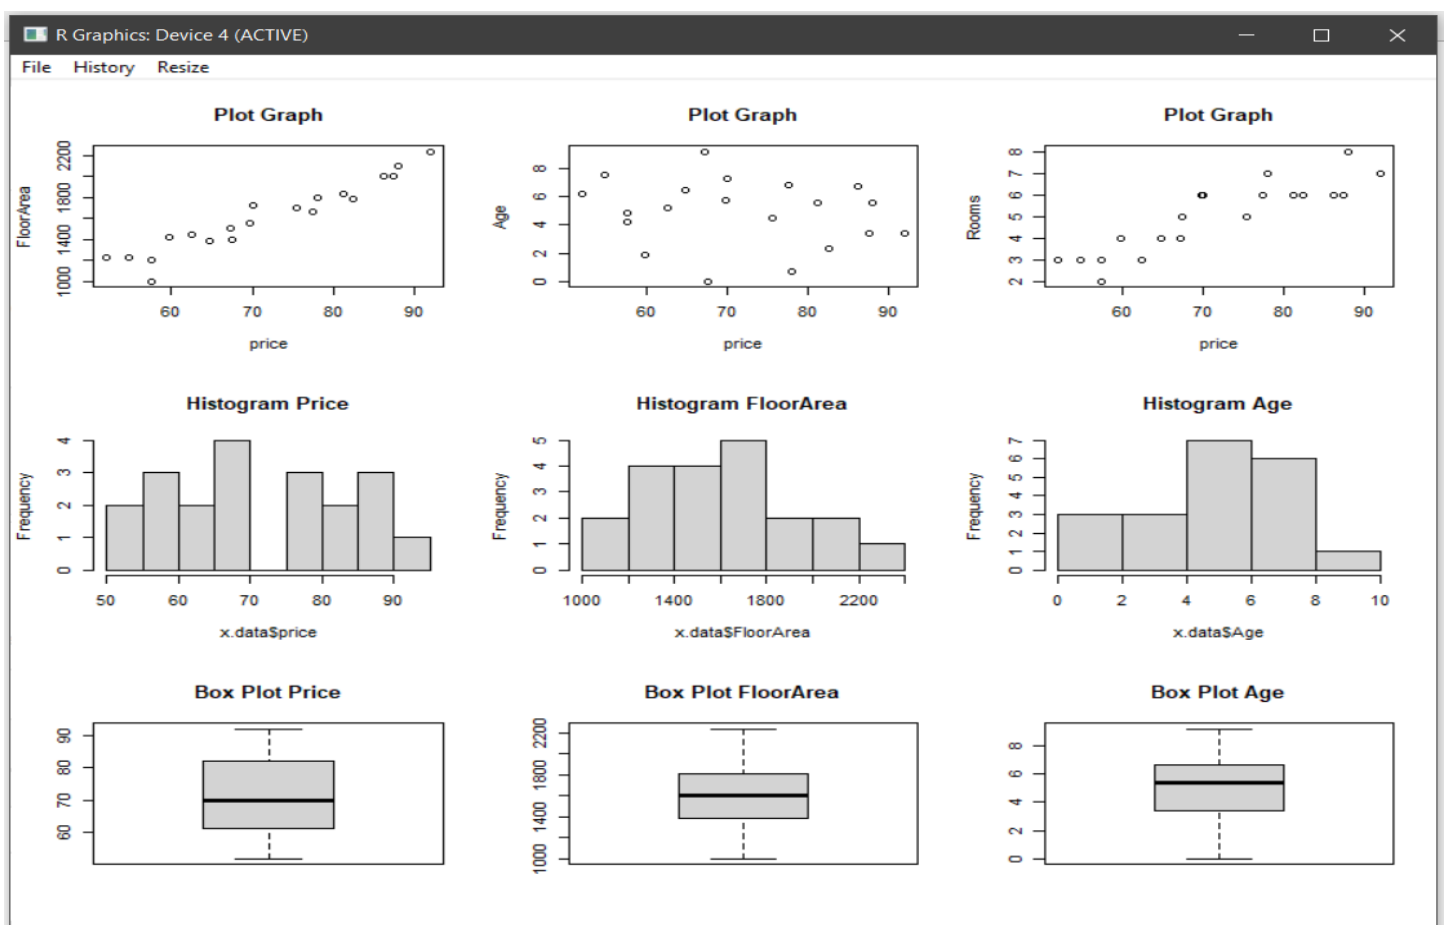 R Graphics: Device 4 (ACTIVE)
File History Resize
Plot Graph
FloorArea
1000 1400 1800 2200
60 70 80 90
price
Plot Graph
Age
0 2 4 6 8
60 70 80 90
price
Plot Graph
Rooms
2 3 4 5 6 7 8
60 70 80 90
price
Histogram Price
Frequency
0 1 2 3 4
50 60 70 80 90
x.data$price
Histogram FloorArea
Frequency
0 1 2 3 4 5
1000 1400 1800 2200
x.data$FloorArea
Histogram Age
Frequency
0 1 2 3 4 5 6 7
0 2 4 6 8 10
x.data$Age
Box Plot Price
60 70 80 90
Box Plot FloorArea
1000 1400 1800 2200
Box Plot Age
0 2 4 6 8